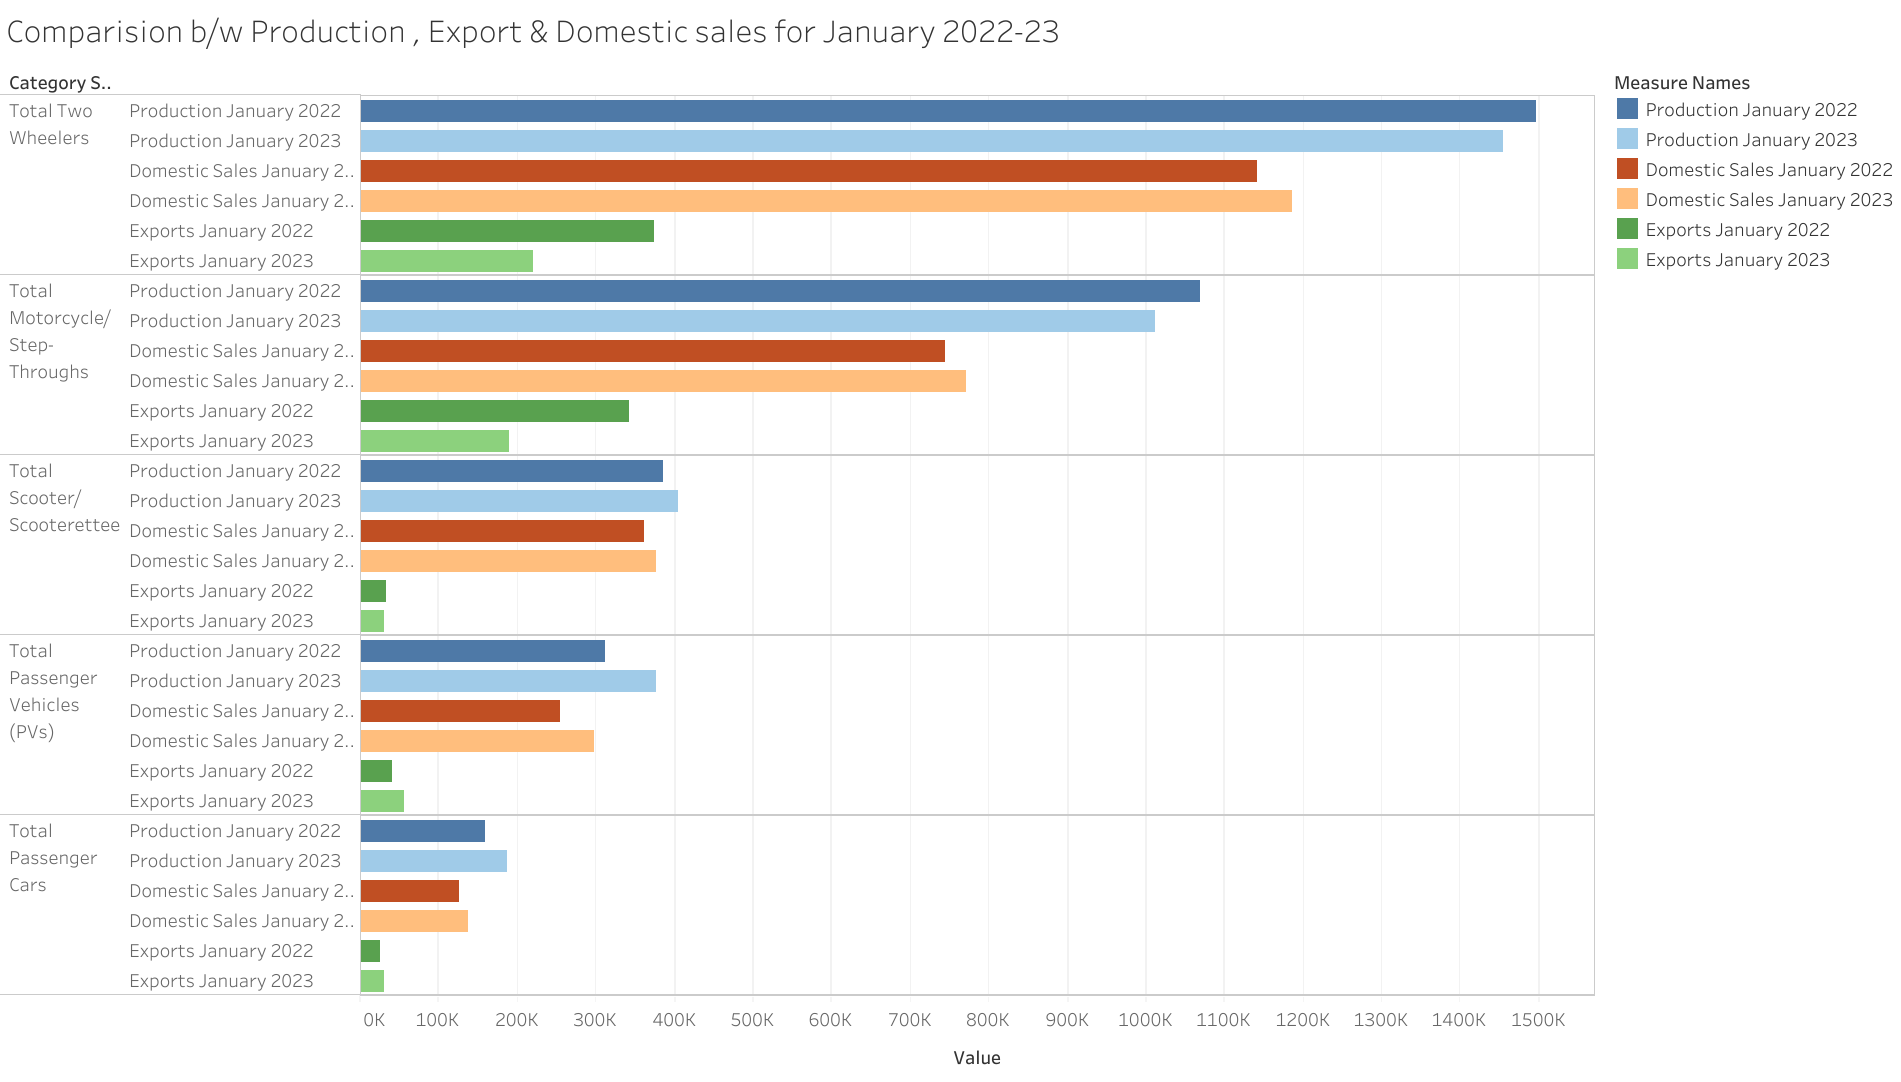 Comparision b/w Production , Export & Domestic sales for January 2022-23
Category S..
Total Two
Wheelers
Production January 2022
Production January 2023
Domestic Sales January 2..
Domestic Sales January 2..
Exports January 2022
Exports January 2023
Total
Motorcycle/
Step-
Throughs
Production January 2022
Production January 2023
Domestic Sales January 2..
Domestic Sales January 2..
Exports January 2022
Exports January 2023
Total
Scooter/
Scooterettee
Production January 2022
Production January 2023
Domestic Sales January 2..
Domestic Sales January 2..
Exports January 2022
Exports January 2023
Total
Passenger
Vehicles
(PVs)
Production January 2022
Production January 2023
Domestic Sales January 2..
Domestic Sales January 2..
Exports January 2022
Exports January 2023
Total
Passenger
Cars
Production January 2022
Production January 2023
Domestic Sales January 2..
Domestic Sales January 2..
Exports January 2022
Exports January 2023
0K 100K 200K 300K 400K 500K 600K 700K 800K 900K 1000K 1100K 1200K 1300K 1400K 1500K
Value
Measure Names
Production January 2022
Production January 2023
Domestic Sales January 2022
Domestic Sales January 2023
Exports January 2022
Exports January 2023